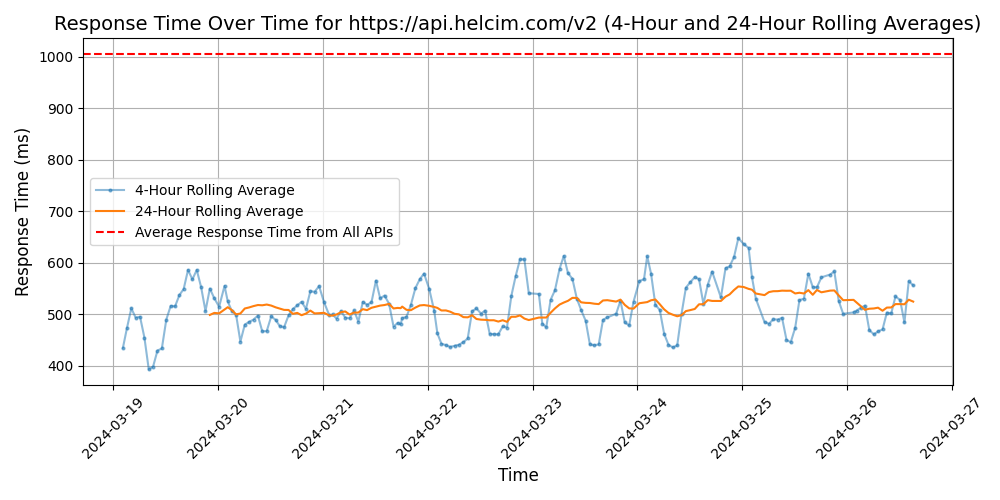 Response Time Over Time for https://api.helcim.com/v2 (4-Hour and 24-Hour Rolling Averages)
Response Time (ms)
1000
900
800
700
600
500
400
4-Hour Rolling Average
24-Hour Rolling Average
Average Response Time from All APIs
2024-03-19
2024-03-20
2024-03-21
2024-03-22
2024-03-23
2024-03-24
2024-03-25
2024-03-26
2024-03-27
Time